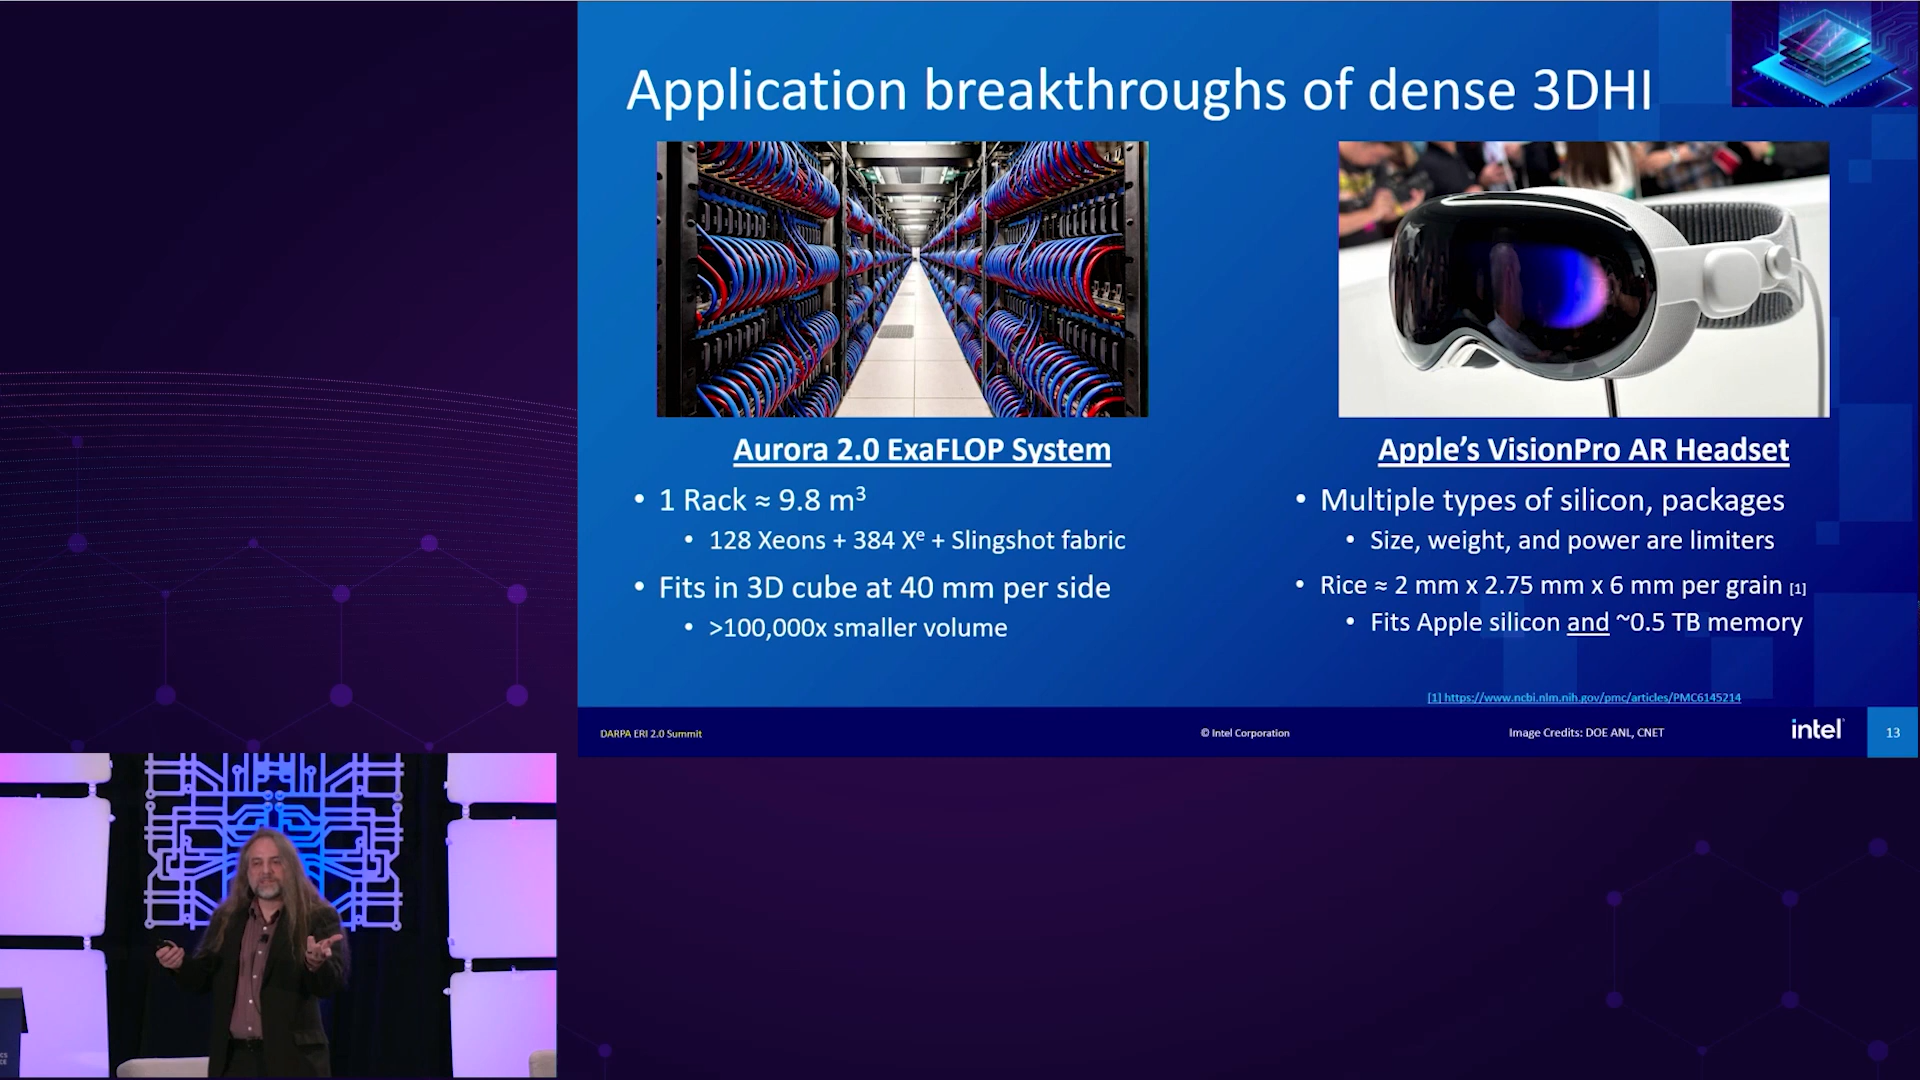 Application breakthroughs of dense 3DHI
Aurora 2.0 ExaFLOP System
• 1 Rack ≈ 9.8 m³
• 128 Xeons + 384 Xᵉ + Slingshot fabric
• Fits in 3D cube at 40 mm per side
• >100,000x smaller volume
Apple’s VisionPro AR Headset
• Multiple types of silicon, packages
• Size, weight, and power are limiters
• Rice ≈ 2 mm x 2.75 mm x 6 mm per grain [1]
• Fits Apple silicon and ~0.5 TB memory
[1] https://www.ncbi.nlm.nih.gov/pmc/articles/PMC6145214
DARPA ERI 2.0 Summit
© Intel Corporation
Image Credits: DOE ANL, CNET
intel
13